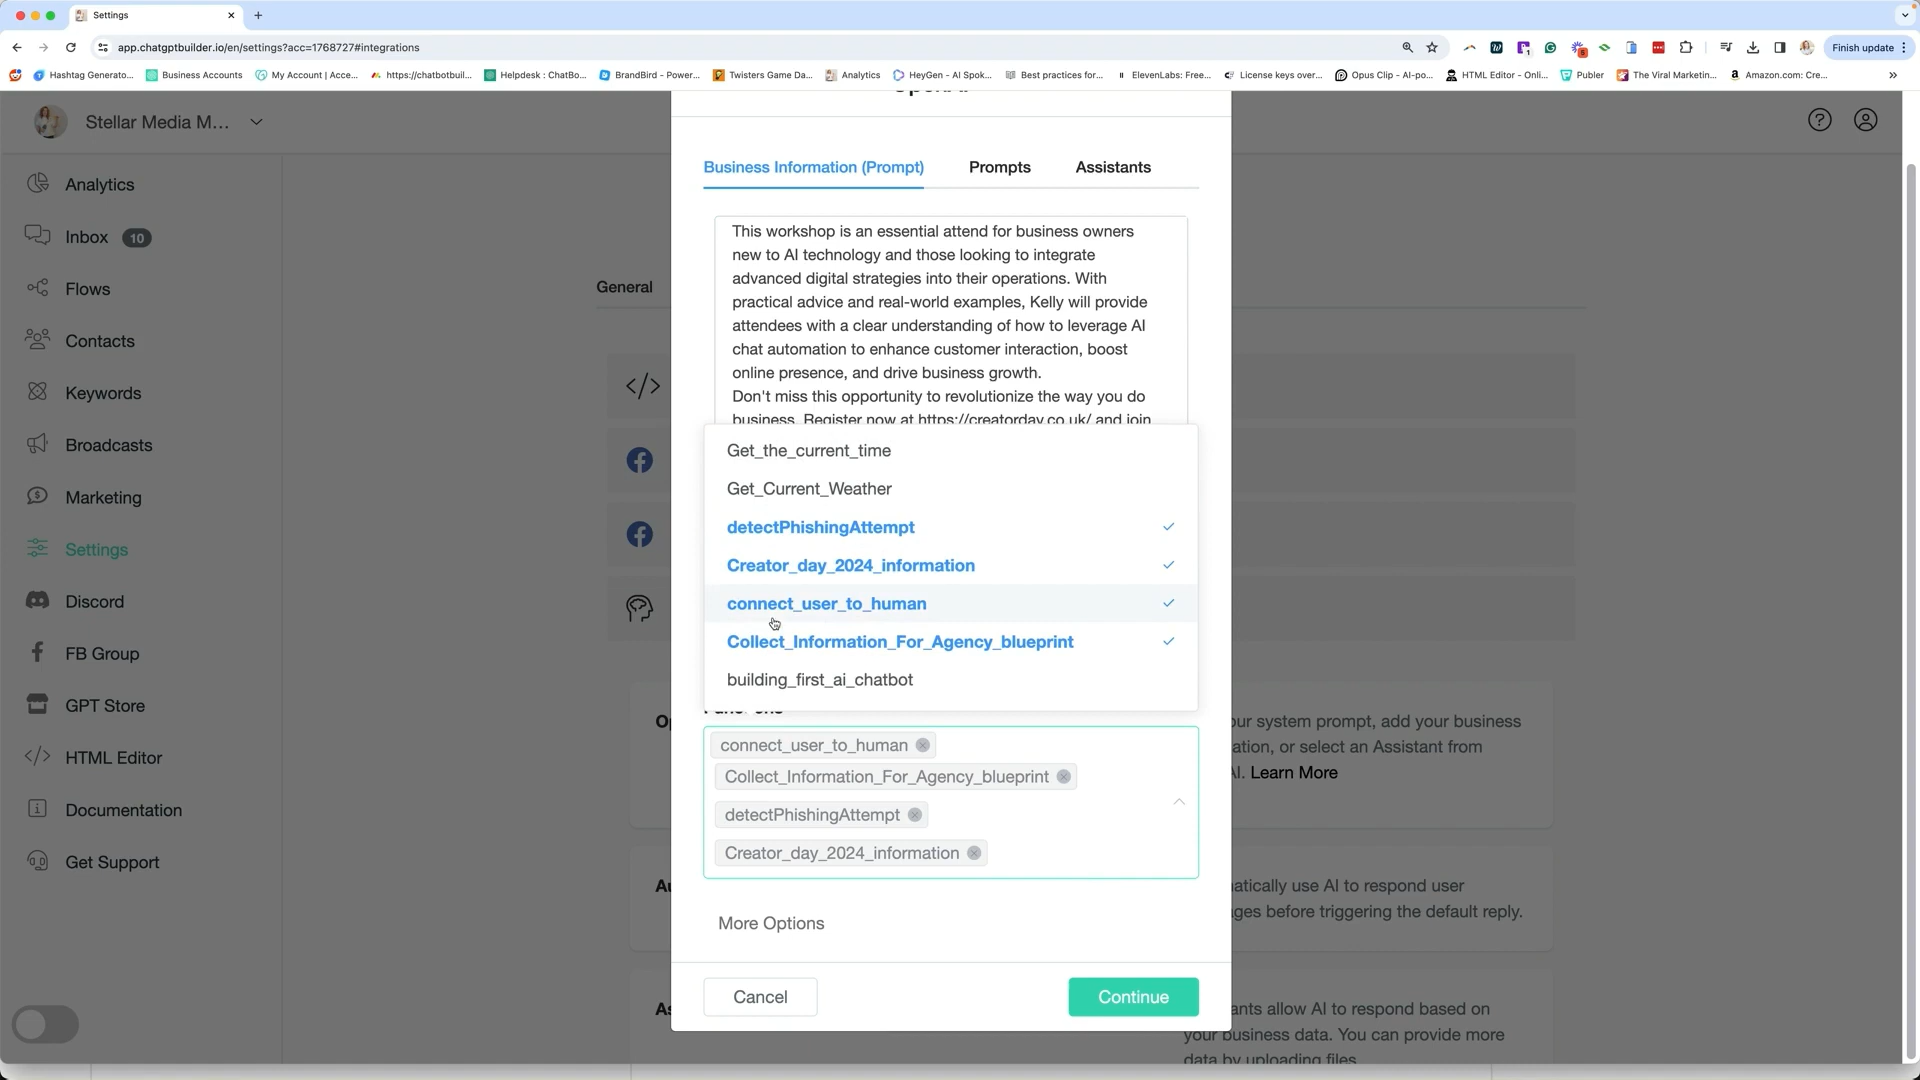 Settings
app.chatgptbuilder.io/en/settings?acc=1768727#integrations
Finish update
Hashtag Generato...
Business Accounts
My Account | Acce...
https://chatbotbuil...
Helpdesk : ChatBo...
BrandBird - Power...
Twisters Game Da...
Analytics
HeyGen - AI Spok...
Best practices for...
ElevenLabs: Free...
License keys over...
Opus Clip - AI-po...
HTML Editor - Onli...
Publer
The Viral Marketin...
Amazon.com: Cre...
Stellar Media M...
Analytics
Inbox 10
Flows
Contacts
Keywords
Broadcasts
Marketing
Settings
Discord
FB Group
GPT Store
HTML Editor
Documentation
Get Support
General
OpenAI
Business Information (Prompt)
Prompts
Assistants
This workshop is an essential attend for business owners
new to AI technology and those looking to integrate
advanced digital strategies into their operations. With
practical advice and real-world examples, Kelly will provide
attendees with a clear understanding of how to leverage AI
chat automation to enhance customer interaction, boost
online presence, and drive business growth.
Don't miss this opportunity to revolutionize the way you do
business. Register now at https://creatorday.co.uk/ and join
Get_the_current_time
Get_Current_Weather
detectPhishingAttempt
Creator_day_2024_information
connect_user_to_human
Collect_Information_For_Agency_blueprint
building_first_ai_chatbot
connect_user_to_human
Collect_Information_For_Agency_blueprint
detectPhishingAttempt
Creator_day_2024_information
More Options
Cancel
Continue
our system prompt, add your business
ation, or select an Assistant from
AI. Learn More
atically use AI to respond user
ges before triggering the default reply.
ants allow AI to respond based on
your business data. You can provide more
data by uploading files